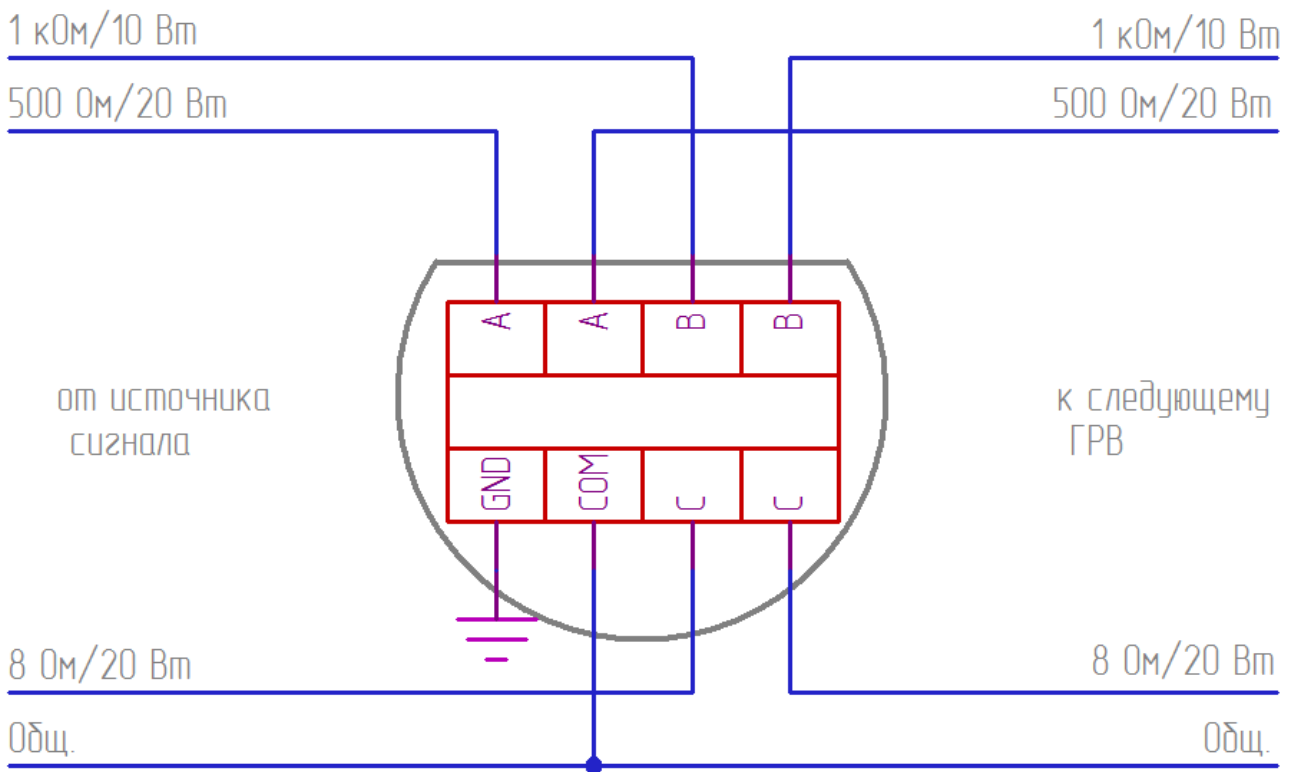 1 кОм/10 Вт
1 кОм/10 Вт
500 Ом/20 Вт
500 Ом/20 Вт
A
A
B
B
от источника
сигнала
к следующему
ГРВ
GND
COM
C
C
8 Ом/20 Вт
8 Ом/20 Вт
Общ.
Общ.